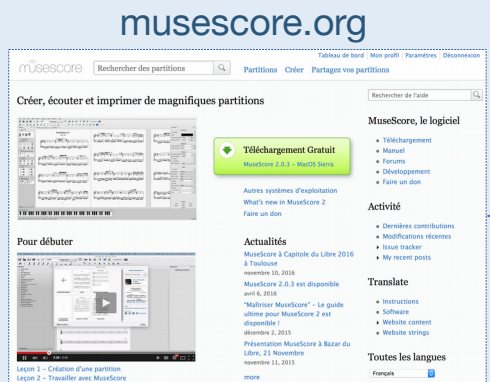 musescore.org
Tableau de bord Mon profil Paramètres Déconnexion
musescore
Rechercher des partitions
Partitions Créer Partagez vos partitions
Créer, écouter et imprimer de magnifiques partitions
Téléchargement Gratuit
MuseScore 2.0.3 - MacOS Sierra
Autres systèmes d'exploitation
What's new in MuseScore 2
Faire un don
Pour débuter
Leçon 1 - Création d'une partition
Leçon 2 - Travailler avec MuseScore
Actualités
MuseScore à Capitole du Libre 2016
à Toulouse
novembre 10, 2016
MuseScore 2.0.3 est disponible
avril 6, 2016
"Maîtriser MuseScore" - Le guide
ultime pour MuseScore 2 est
disponible !
décembre 2, 2015
Présentation MuseScore à Bazar du
Libre, 21 Novembre
novembre 11, 2015
more
Rechercher de l'aide
MuseScore, le logiciel
Téléchargement
Manuel
Forums
Développement
Faire un don
Activité
Dernières contributions
Modifications récentes
Issue tracker
My recent posts
Translate
Instructions
Software
Website content
Website strings
Toutes les langues
Français